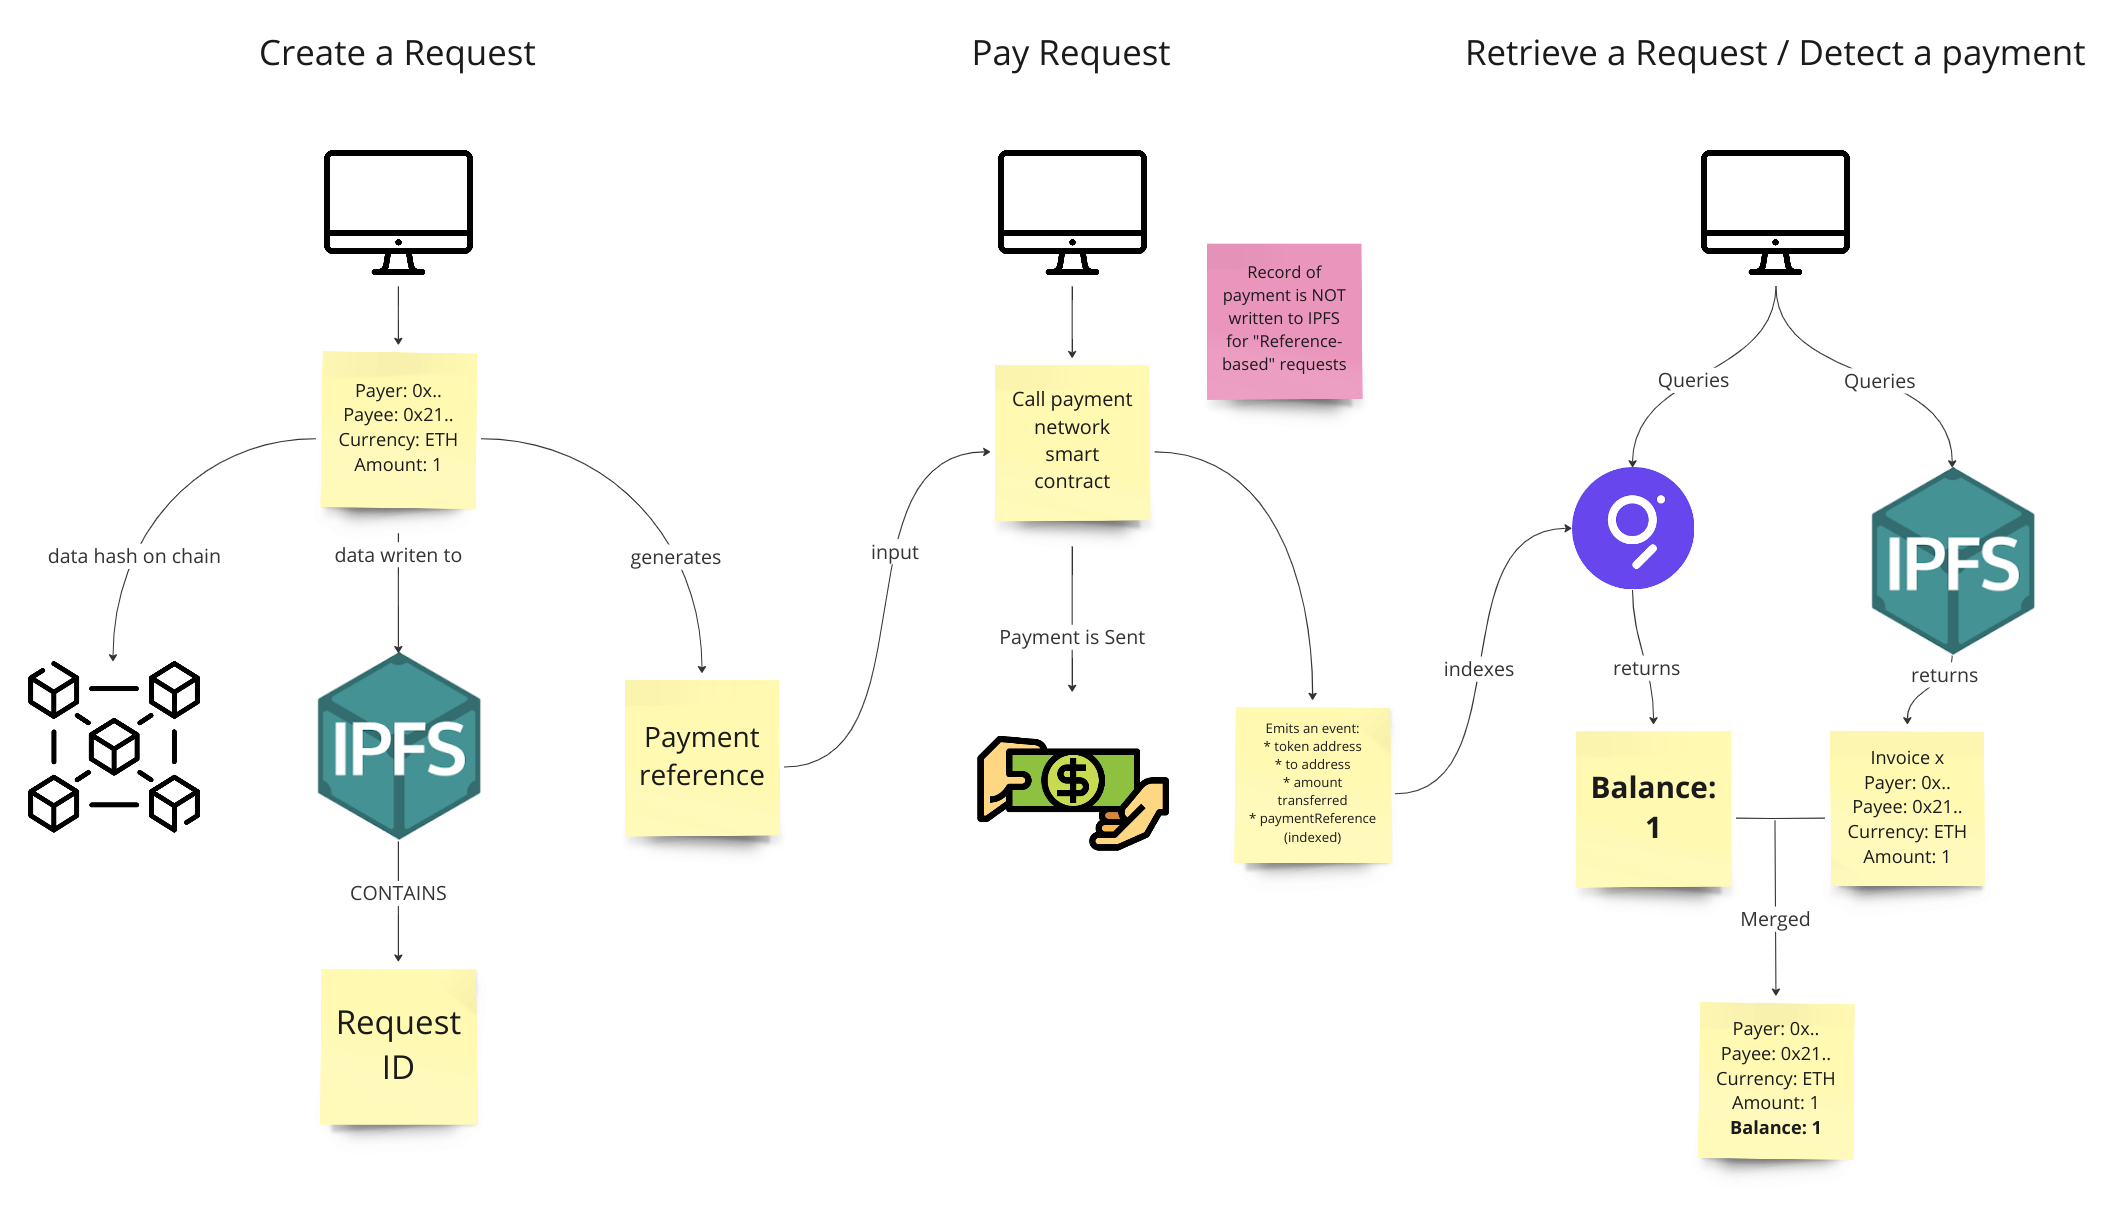 Create a Request
Pay Request
Retrieve a Request / Detect a payment
Payer: 0x..
Payee: 0x21..
Currency: ETH
Amount: 1
data hash on chain
data writen to
generates
IPFS
CONTAINS
Request
ID
Payment
reference
input
Call payment
network
smart
contract
Payment is Sent
Record of
payment is NOT
written to IPFS
for "Reference-
based" requests
Emits an event:
* token address
* to address
* amount
transferred
* paymentReference
(indexed)
indexes
Queries
Queries
IPFS
returns
returns
Balance:
1
Invoice x
Payer: 0x..
Payee: 0x21..
Currency: ETH
Amount: 1
Merged
Payer: 0x..
Payee: 0x21..
Currency: ETH
Amount: 1
Balance: 1